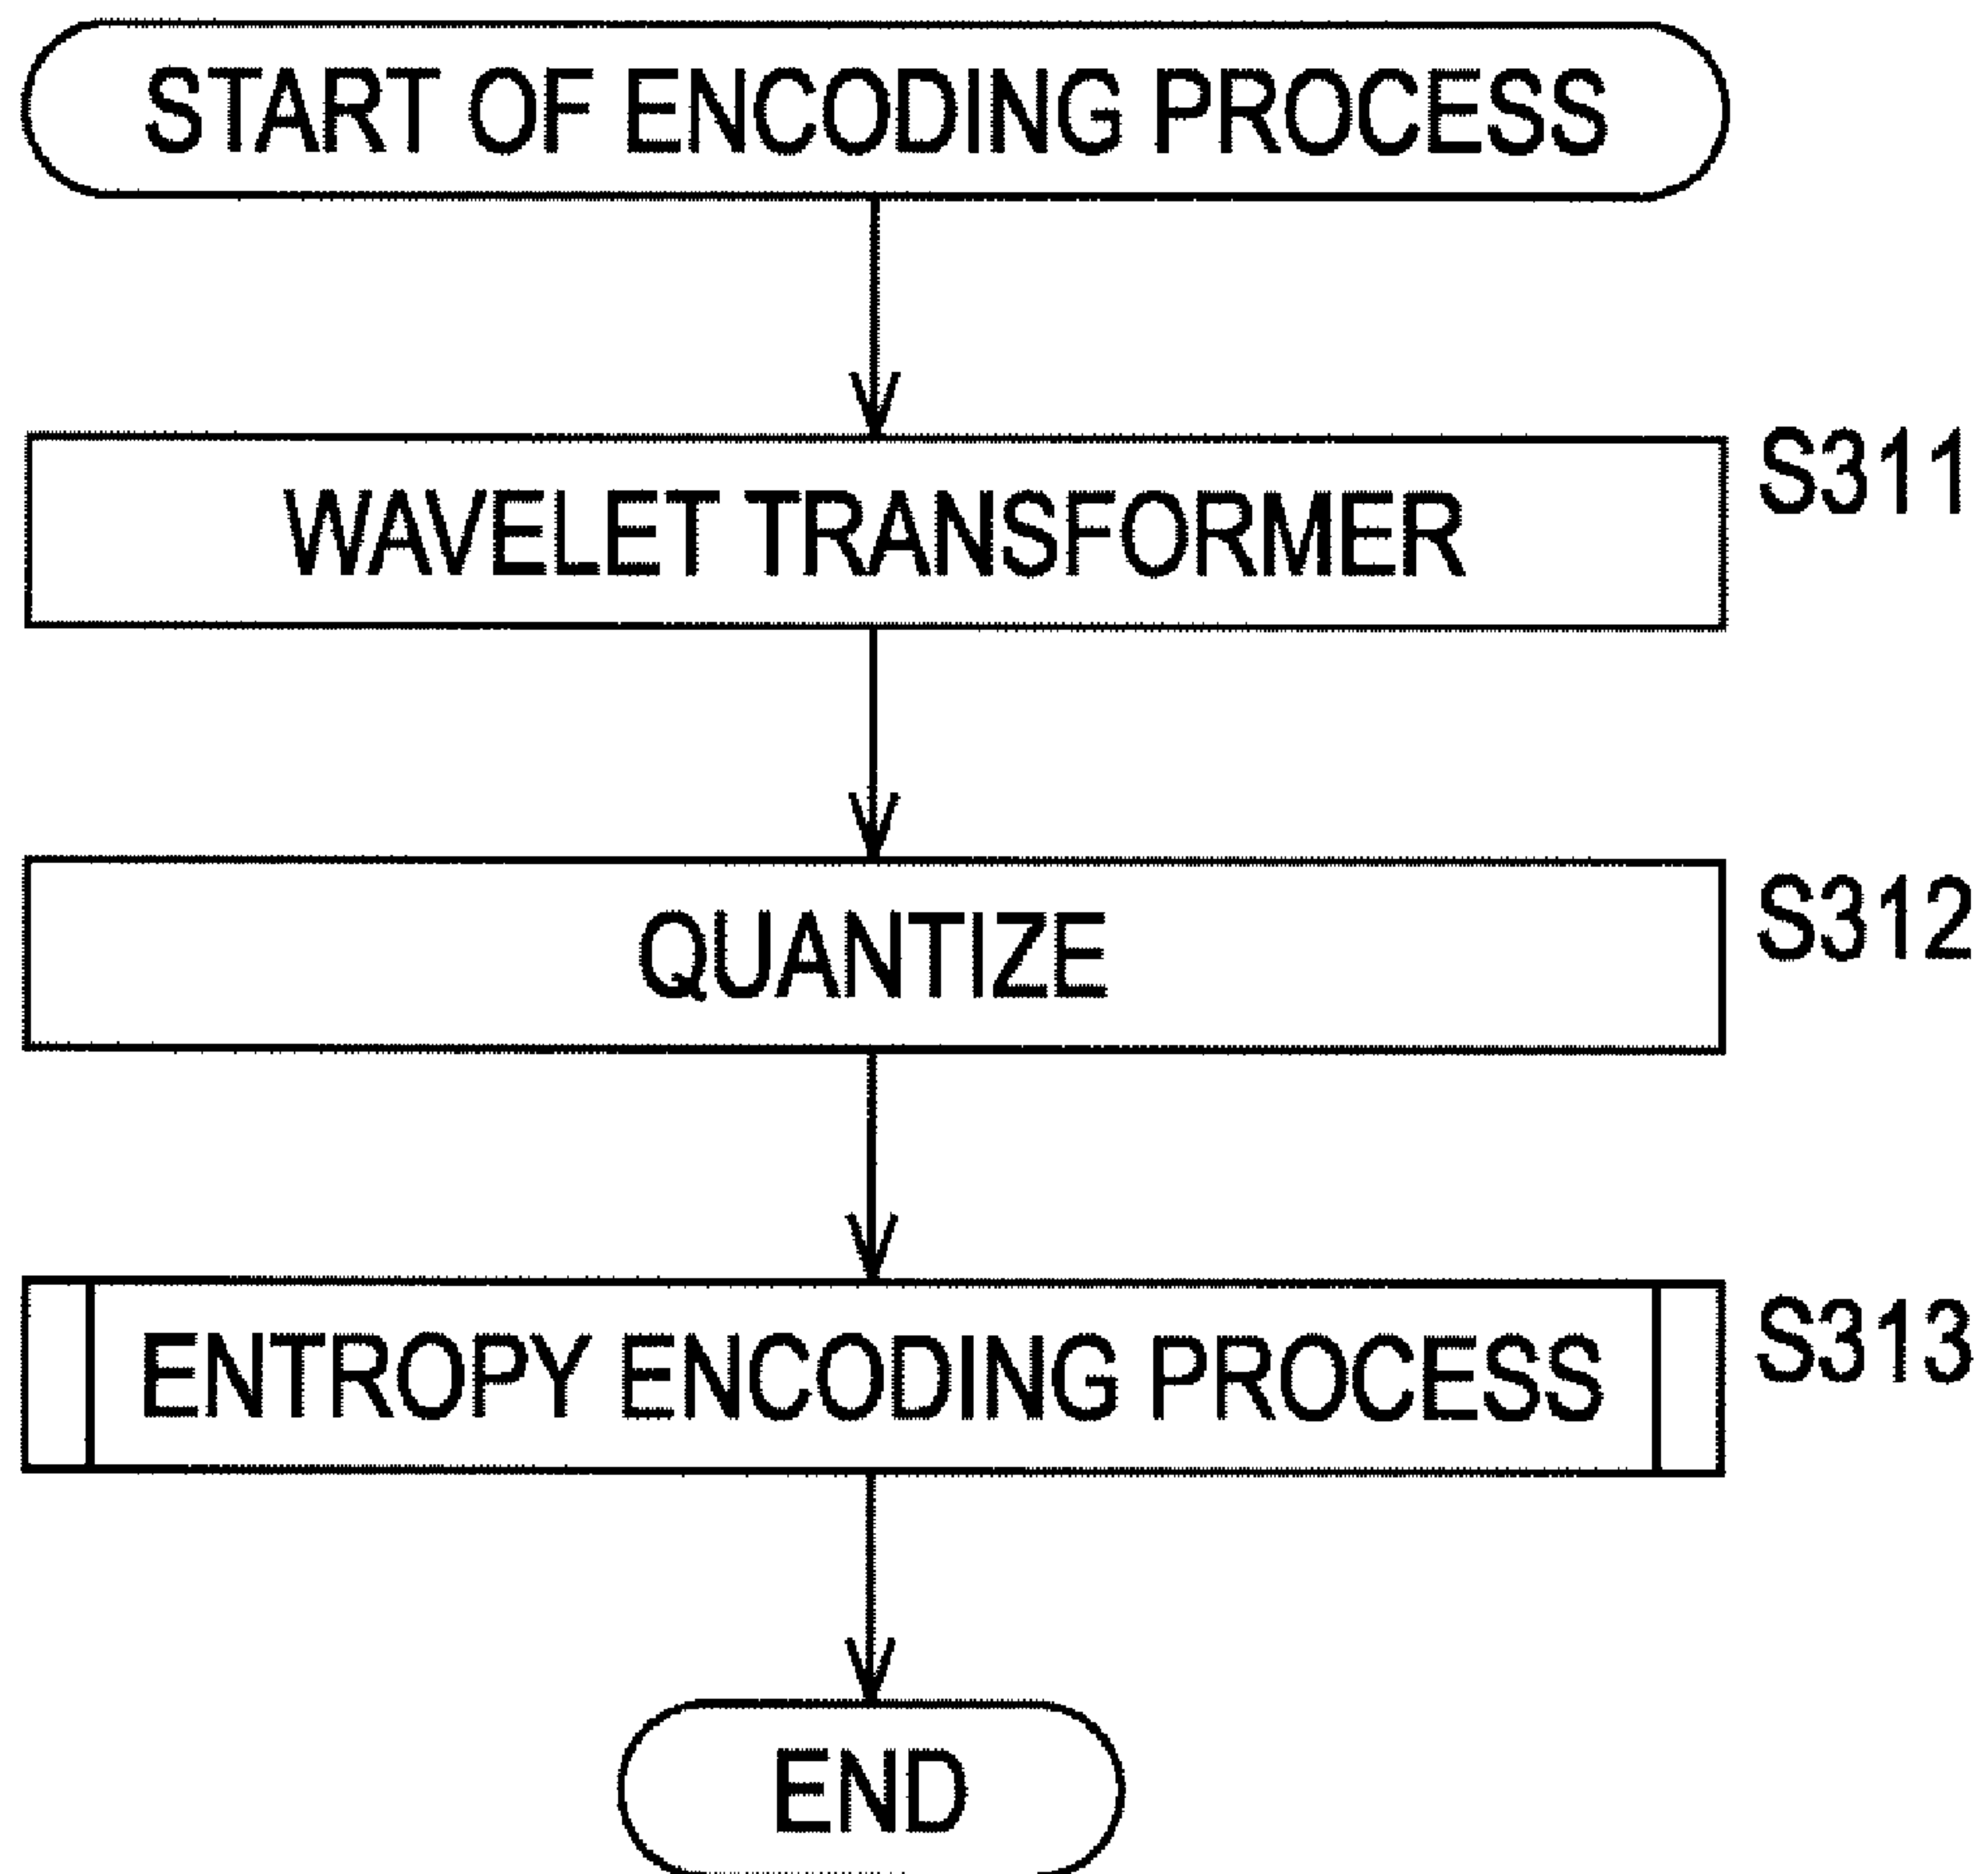 START OF ENCODING PROCESS
WAVELET TRANSFORMER
S311
QUANTIZE
S312
ENTROPY ENCODING PROCESS
S313
END